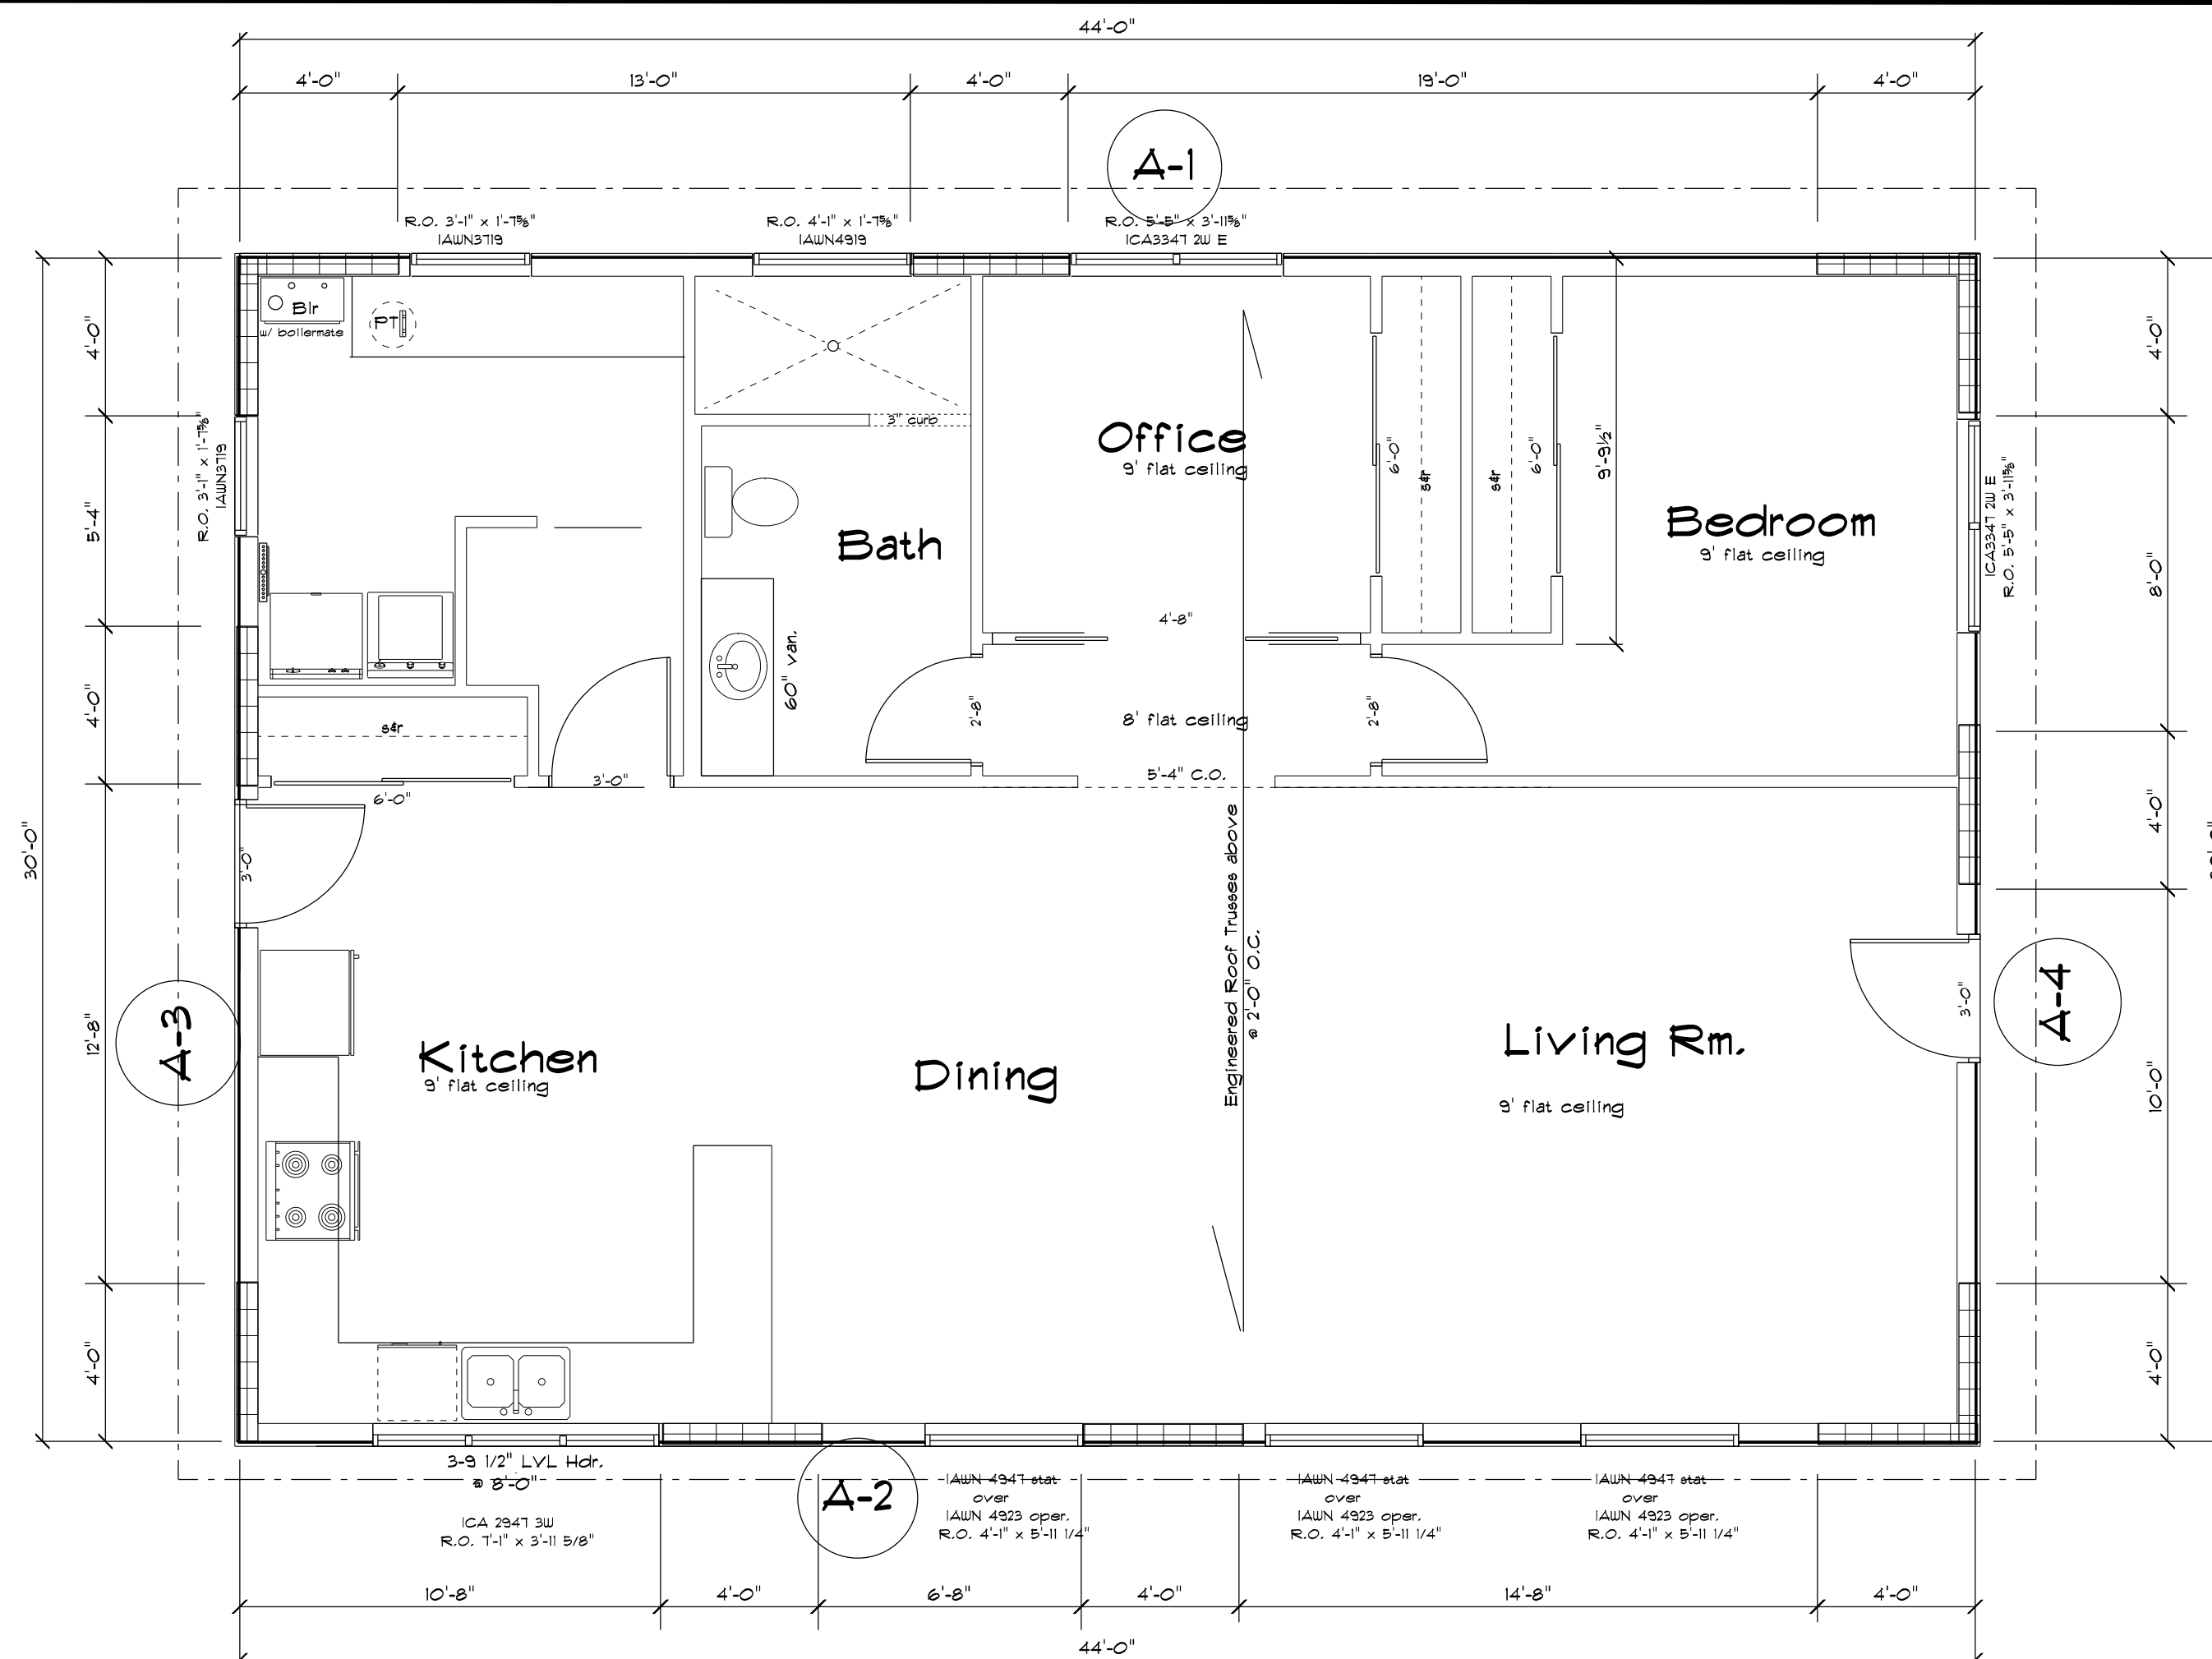 44'-0"
4'-0"
13'-0"
4'-0"
19'-0"
4'-0"
A-1
R.O. 3'-1" x 1'-7⅝"
IAWN3719
R.O. 4'-1" x 1'-7⅝"
IAWN4919
R.O. 5'-5" x 3'-11⅝"
ICA3347 2W E
Blr
w/ boilermate
PT
4'-0"
4'-0"
R.O. 3'-1" x 1'-7⅝"
IAWN3719
3" curb
Office
9' flat ceiling
6'-0"
s&r
s&r
6'-0"
9'-9½"
Bedroom
9' flat ceiling
ICA3347 2W E
R.O. 5'-5" x 3'-11⅝"
5'-4"
Bath
8'-0"
4'-8"
60" van.
4'-0"
s&r
2'-8"
8' flat ceiling
2'-8"
3'-0"
5'-4" C.O.
6'-0"
4'-0"
30'-0"
3'-0"
Engineered Roof Trusses above
@ 2'-0" O.C.
A-3
12'-8"
Kitchen
9' flat ceiling
Dining
Living Rm.
9' flat ceiling
3'-0"
A-4
10'-0"
4'-0"
4'-0"
3-9 1/2" LVL Hdr.
@ 8'-0"
ICA 2947 3W
R.O. 7'-1" x 3'-11 5/8"
A-2
IAWN 4947 stat
over
IAWN 4923 oper.
R.O. 4'-1" x 5'-11 1/4"
IAWN 4947 stat
over
IAWN 4923 oper.
R.O. 4'-1" x 5'-11 1/4"
IAWN 4947 stat
over
IAWN 4923 oper.
R.O. 4'-1" x 5'-11 1/4"
10'-8"
4'-0"
6'-8"
4'-0"
14'-8"
4'-0"
44'-0"